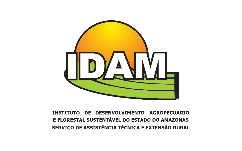 IDAM
INSTITUTO DE DESENVOLVIMENTO AGROPECUÁRIO
E FLORESTAL SUSTENTÁVEL DO ESTADO DO AMAZONAS
SERVIÇO DE ASSISTÊNCIA TÉCNICA E EXTENSÃO RURAL